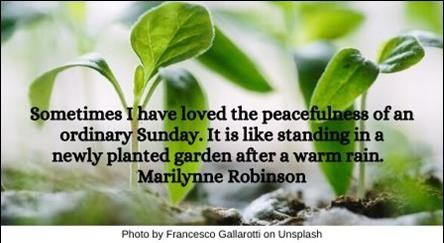 Sometimes I have loved the peacefulness of an
ordinary Sunday. It is like standing in a
newly planted garden after a warm rain.
Marilynne Robinson
Photo by Francesco Gallarotti on Unsplash